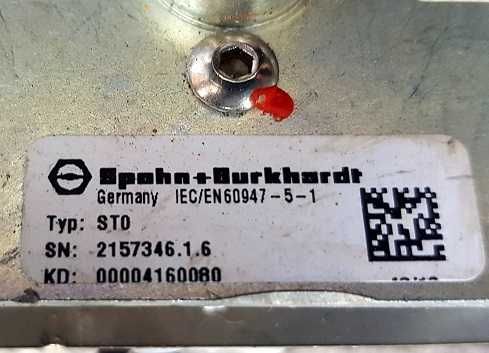 Spohn+Burkhardt
Germany IEC/EN60947-5-1
Typ: ST0
SN: 2157346.1.6
KD: 00004160080